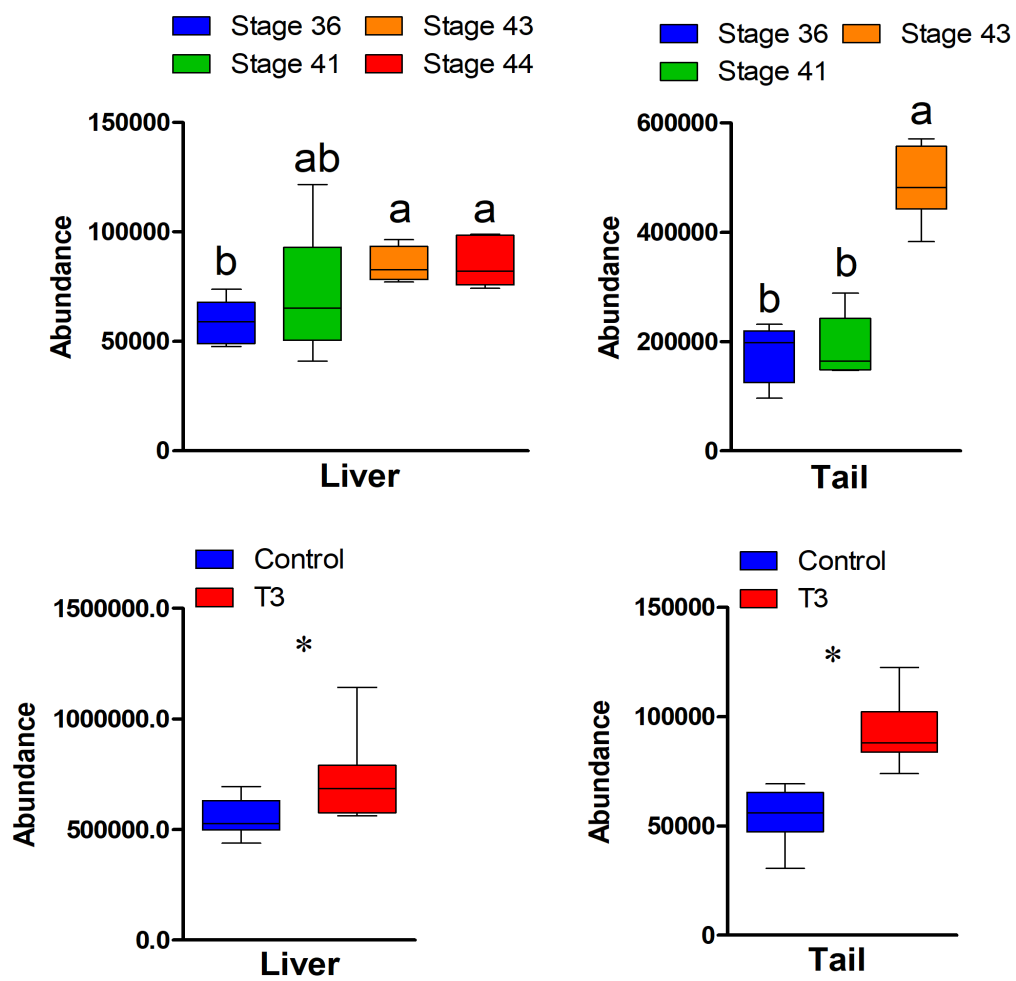 Stage 36 Stage 43
Stage 41 Stage 44
150000
100000
50000
0
Abundance
b
ab
a
a
Liver
Stage 36 Stage 43
Stage 41
600000
400000
200000
0
Abundance
b
b
a
Tail
Control
T3
1500000.0
1000000.0
500000.0
0.0
Abundance
*
Liver
Control
T3
150000
100000
50000
0
Abundance
*
Tail